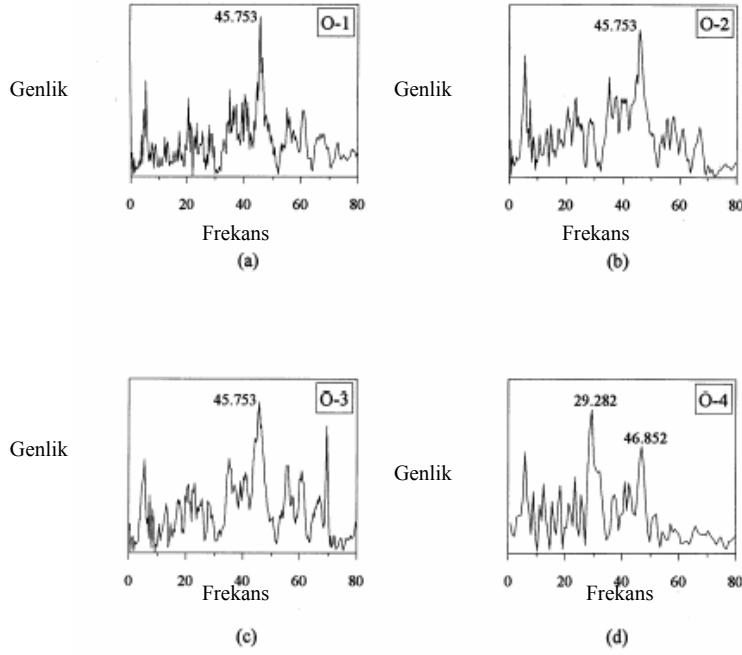 45.753
O-1
Genlik
0 20 40 60 80
Frekans
(a)
45.753
O-2
Genlik
0 20 40 60 80
Frekans
(b)
45.753
Ö-3
Genlik
0 20 40 60 80
Frekans
(c)
29.282
46.852
Ö-4
Genlik
0 20 40 60 80
Frekans
(d)